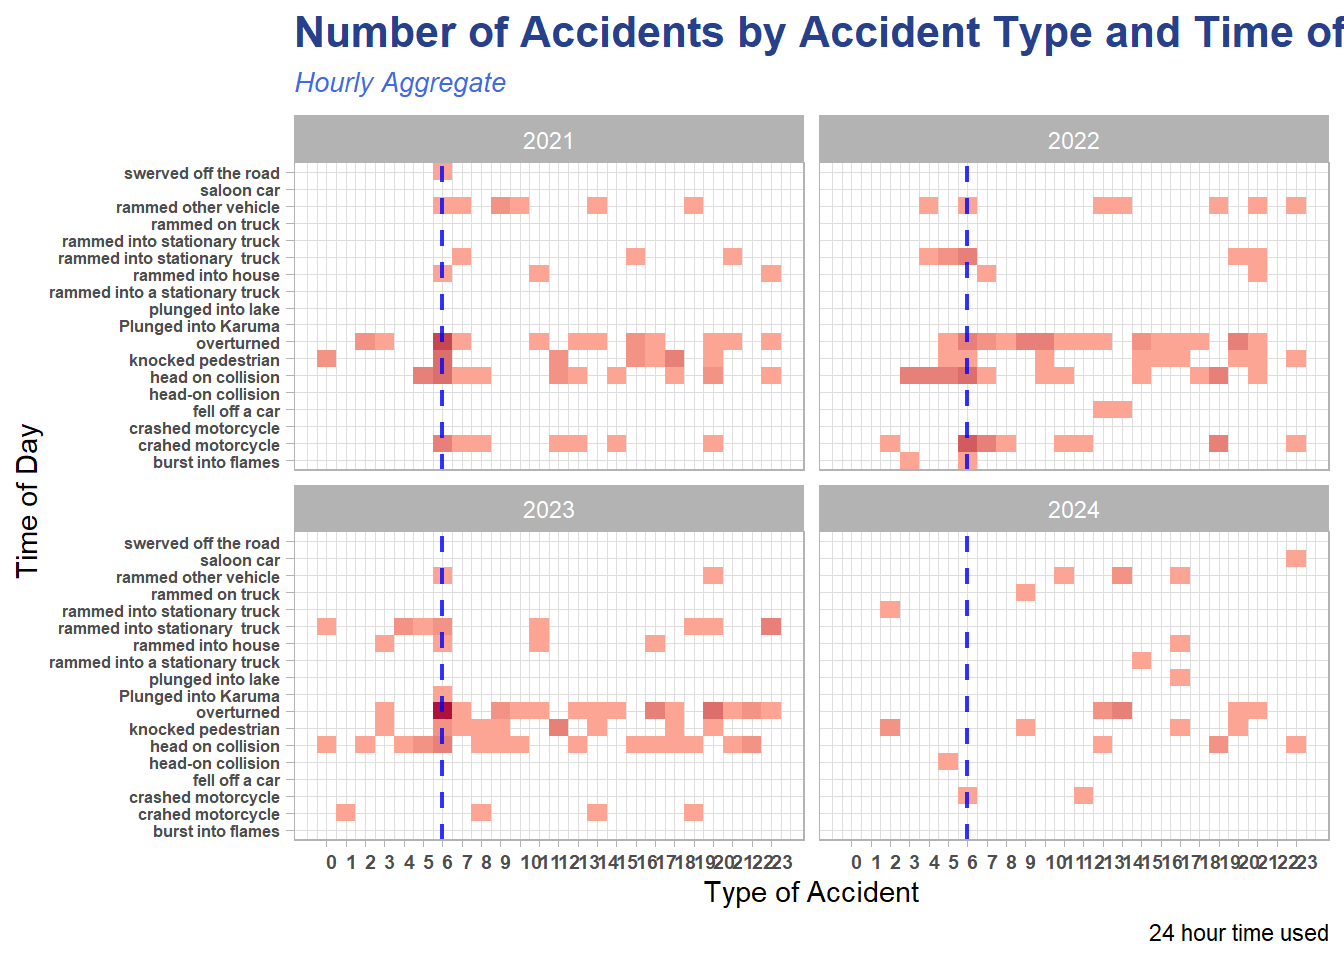 Number of Accidents by Accident Type and Time of
Hourly Aggregate
2021
2022
swerved off the road
saloon car
rammed other vehicle
rammed on truck
rammed into stationary truck
rammed into stationary  truck
rammed into house
rammed into a stationary truck
plunged into lake
Plunged into Karuma
overturned
knocked pedestrian
head on collision
head-on collision
fell off a car
crashed motorcycle
crahed motorcycle
burst into flames
Time of Day
2023
2024
swerved off the road
saloon car
rammed other vehicle
rammed on truck
rammed into stationary truck
rammed into stationary  truck
rammed into house
rammed into a stationary truck
plunged into lake
Plunged into Karuma
overturned
knocked pedestrian
head on collision
head-on collision
fell off a car
crashed motorcycle
crahed motorcycle
burst into flames
0 1 2 3 4 5 6 7 8 9 10 11 12 13 14 15 16 17 18 19 20 21 22 23
0 1 2 3 4 5 6 7 8 9 10 11 12 13 14 15 16 17 18 19 20 21 22 23
Type of Accident
24 hour time used